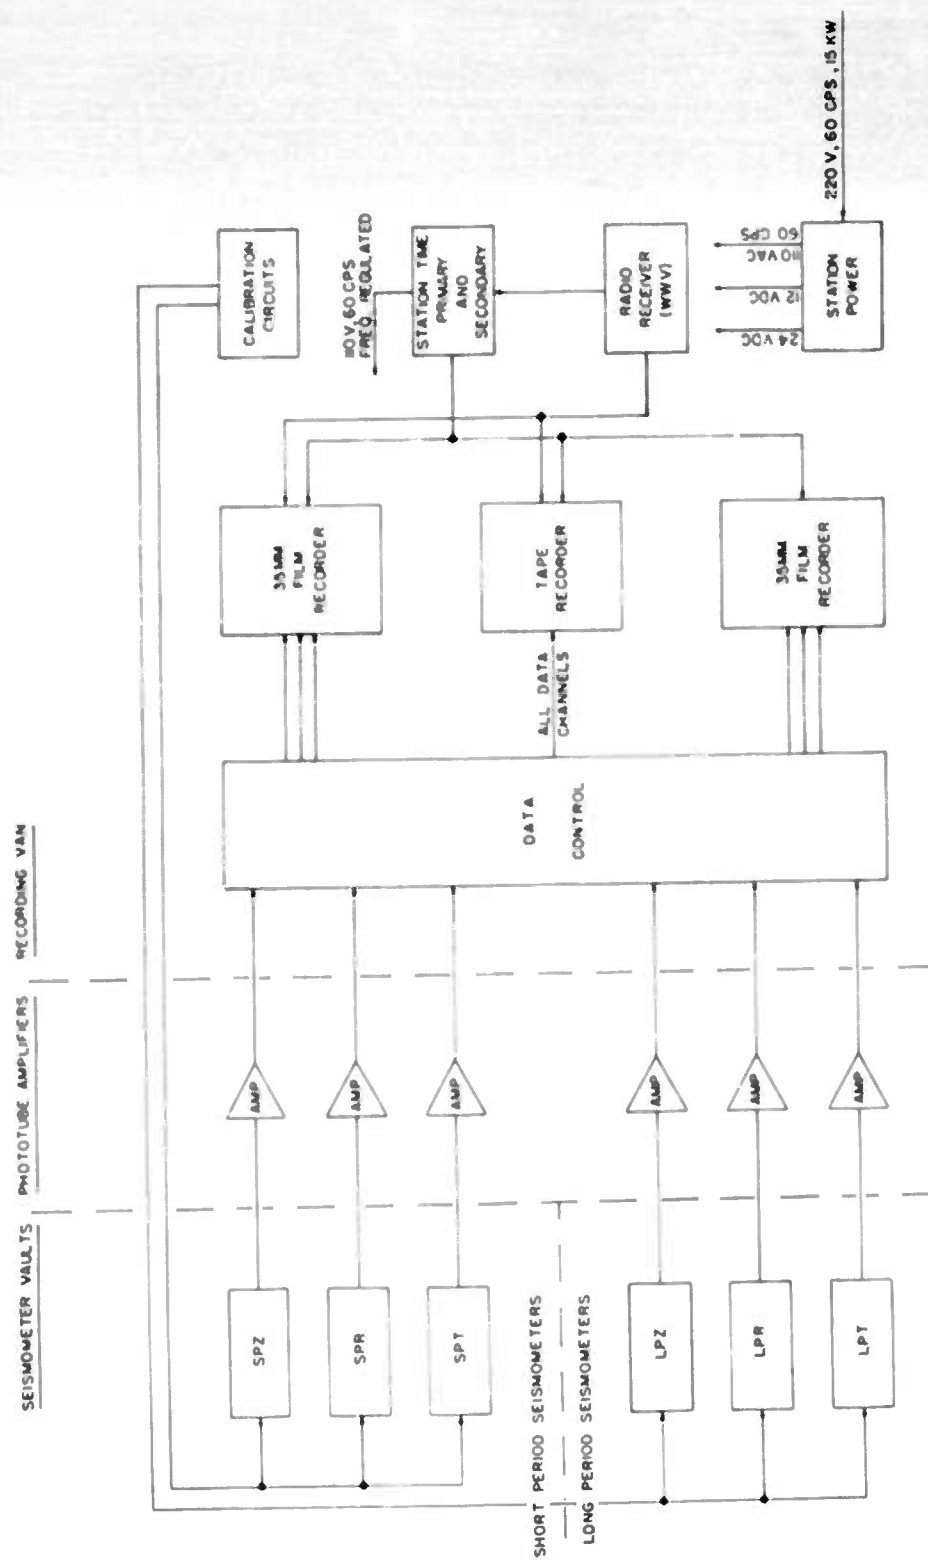 SEISMOMETER VAULTS
PHOTOTUBE AMPLIFIERS
RECORDING VAN
CALIBRATION
CIRCUITS
SPZ
AMP
SPR
AMP
SPT
AMP
35MM
FILM
RECORDER
110 V, 60 CPS
FREQ. REGULATED
STATION TIME
PRIMARY
AND
SECONDARY
SHORT PERIOD SEISMOMETERS
LONG PERIOD SEISMOMETERS
DATA
CONTROL
ALL DATA
CHANNELS
TAPE
RECORDER
RADIO
RECEIVER
(WWV)
LPZ
AMP
LPR
AMP
LPT
AMP
35MM
FILM
RECORDER
24 VDC
12 VDC
110 VAC
60 CPS
STATION
POWER
220 V, 60 CPS, 15 KW